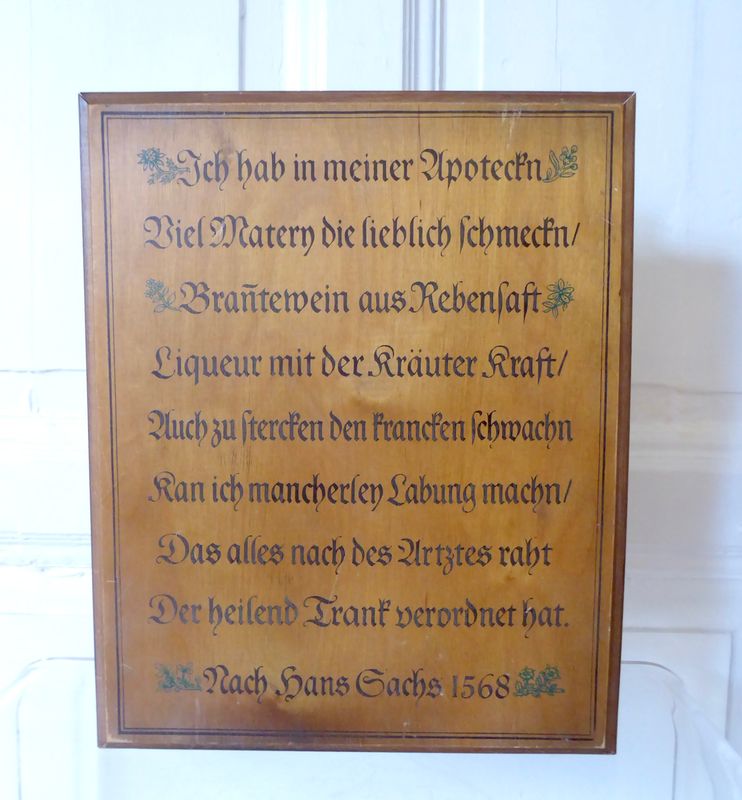 Ich hab in meiner Apoteckn
Viel Matery die lieblich schmeckn/
Brañtewein aus Rebensaft
Liqueur mit der Kräuter Kraft/
Auch zu stercken den krancken schwachn
Kan ich mancherley Labung machn/
Das alles nach des Artztes raht
Der heilend Trank verordnet hat.
Nach Hans Sachs 1568